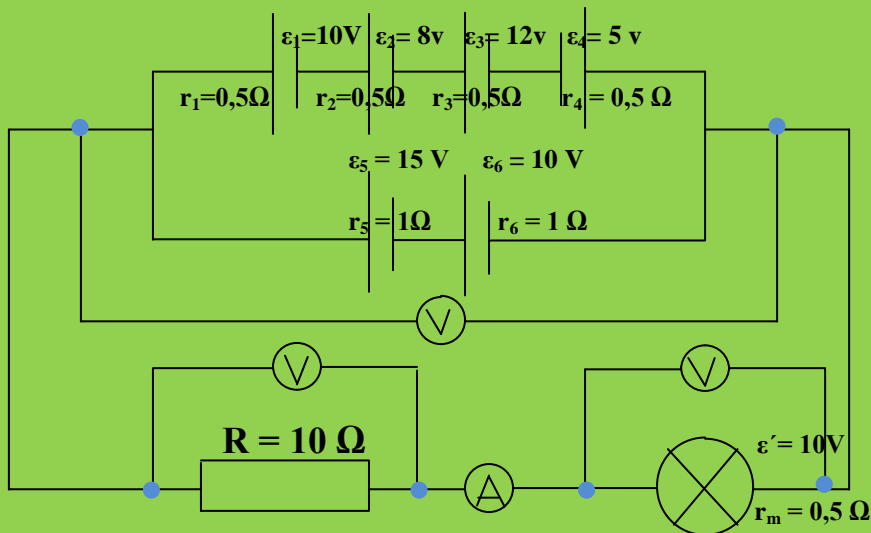 ε₁=10V ε₂= 8v ε₃= 12v ε₄= 5 v
r₁=0,5Ω r₂=0,5Ω r₃=0,5Ω r₄ = 0,5 Ω
ε₅ = 15 V ε₆ = 10 V
r₅ = 1Ω r₆ = 1 Ω
V
V V
R = 10 Ω
ε´= 10V
A
rₘ = 0,5 Ω